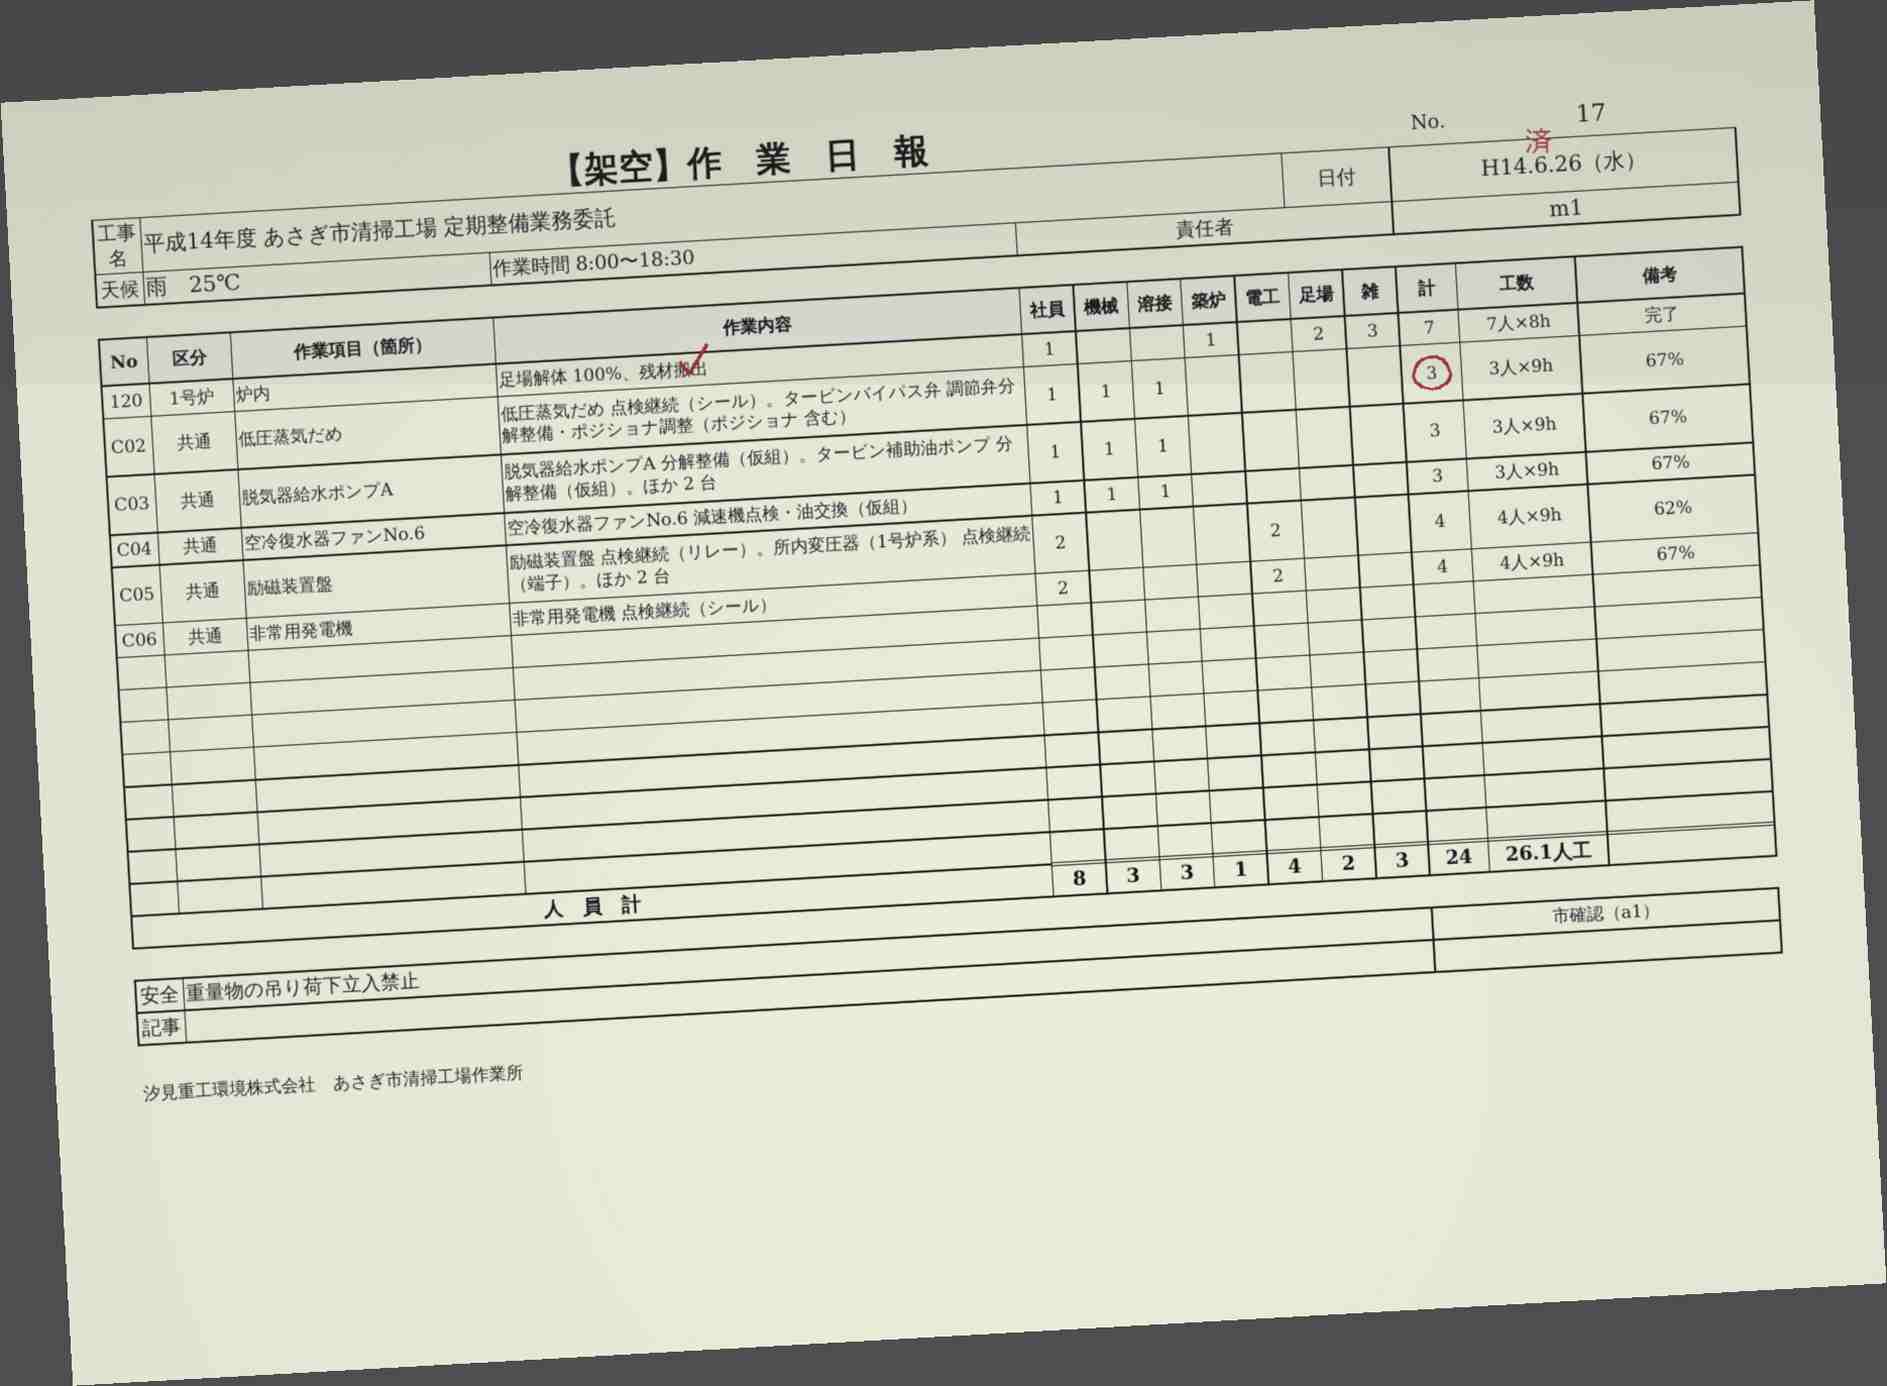 No. 17
済
【架空】作 業 日 報
工事名 平成14年度 あさぎ市清掃工場 定期整備業務委託 日付 H14.6.26（水）
天候 雨 25℃ 作業時間 8:00〜18:30 責任者 m1
No 区分 作業項目（箇所） 作業内容 社員 機械 溶接 築炉 電工 足場 雑 計 工数 備考
120 1号炉 炉内 足場解体 100%、残材搬出 1 1 2 3 7 7人×8h 完了
C02 共通 低圧蒸気だめ 低圧蒸気だめ 点検継続（シール）。タービンバイパス弁 調節弁分
解整備・ポジショナ調整（ポジショナ 含む） 1 1 1 3 3人×9h 67%
C03 共通 脱気器給水ポンプA 脱気器給水ポンプA 分解整備（仮組）。タービン補助油ポンプ 分
解整備（仮組）。ほか 2 台 1 1 1 3 3人×9h 67%
C04 共通 空冷復水器ファンNo.6 空冷復水器ファンNo.6 減速機点検・油交換（仮組） 1 1 1 3 3人×9h 67%
C05 共通 励磁装置盤 励磁装置盤 点検継続（リレー）。所内変圧器（1号炉系） 点検継続
（端子）。ほか 2 台 2 2 4 4人×9h 62%
C06 共通 非常用発電機 非常用発電機 点検継続（シール） 2 2 4 4人×9h 67%
人 員 計 8 3 3 1 4 2 3 24 26.1人工
安全 重量物の吊り荷下立入禁止 市確認（a1）
記事
汐見重工環境株式会社 あさぎ市清掃工場作業所